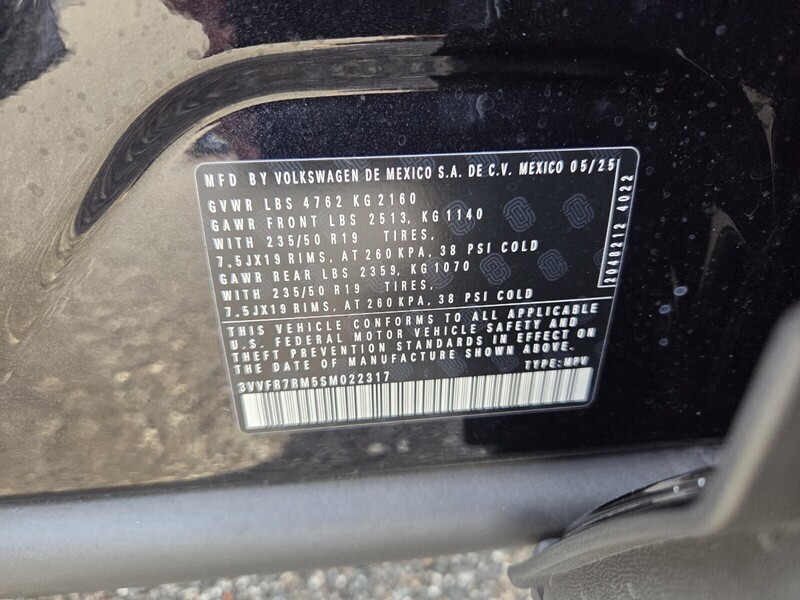 MFD BY VOLKSWAGEN DE MEXICO S.A. DE C.V. MEXICO 05/25
GVWR LBS 4762 KG 2160
GAWR FRONT LBS 2513, KG 1140
WITH 235/50 R19 TIRES,
7.5JX19 RIMS, AT 260 KPA, 38 PSI COLD
GAWR REAR LBS 2359, KG 1070
WITH 235/50 R19 TIRES,
7.5JX19 RIMS, AT 260 KPA, 38 PSI COLD
2048212 4022
THIS VEHICLE CONFORMS TO ALL APPLICABLE
U.S. FEDERAL MOTOR VEHICLE SAFETY AND
THEFT PREVENTION STANDARDS IN EFFECT ON
THE DATE OF MANUFACTURE SHOWN ABOVE.
3VVFR7RM5SM022317 TYPE:MPV